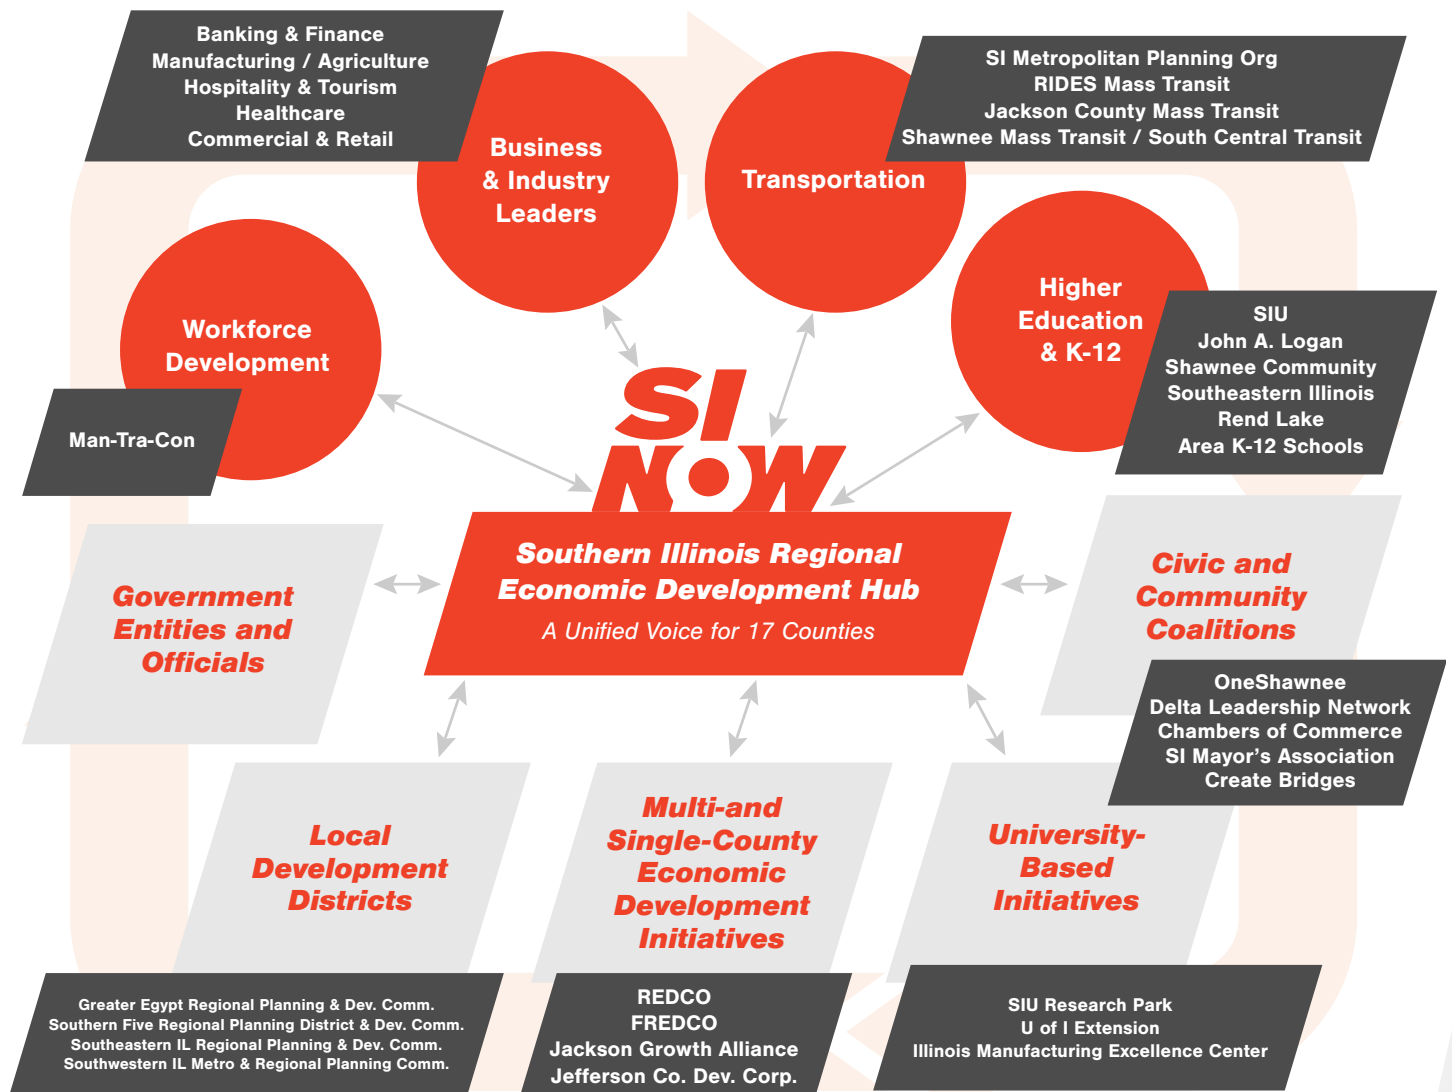 Banking & Finance
Manufacturing / Agriculture
Hospitality & Tourism
Healthcare
Commercial & Retail
Business
& Industry
Leaders
Transportation
SI Metropolitan Planning Org
RIDES Mass Transit
Jackson County Mass Transit
Shawnee Mass Transit / South Central Transit
Workforce
Development
Man-Tra-Con
Higher
Education
& K-12
SIU
John A. Logan
Shawnee Community
Southeastern Illinois
Rend Lake
Area K-12 Schools
SI
NOW
Southern Illinois Regional
Economic Development Hub
A Unified Voice for 17 Counties
Government
Entities and
Officials
Civic and
Community
Coalitions
OneShawnee
Delta Leadership Network
Chambers of Commerce
SI Mayor’s Association
Create Bridges
Local
Development
Districts
Greater Egypt Regional Planning & Dev. Comm.
Southern Five Regional Planning District & Dev. Comm.
Southeastern IL Regional Planning & Dev. Comm.
Southwestern IL Metro & Regional Planning Comm.
Multi-and
Single-County
Economic
Development
Initiatives
REDCO
FREDCO
Jackson Growth Alliance
Jefferson Co. Dev. Corp.
University-
Based
Initiatives
SIU Research Park
U of I Extension
Illinois Manufacturing Excellence Center